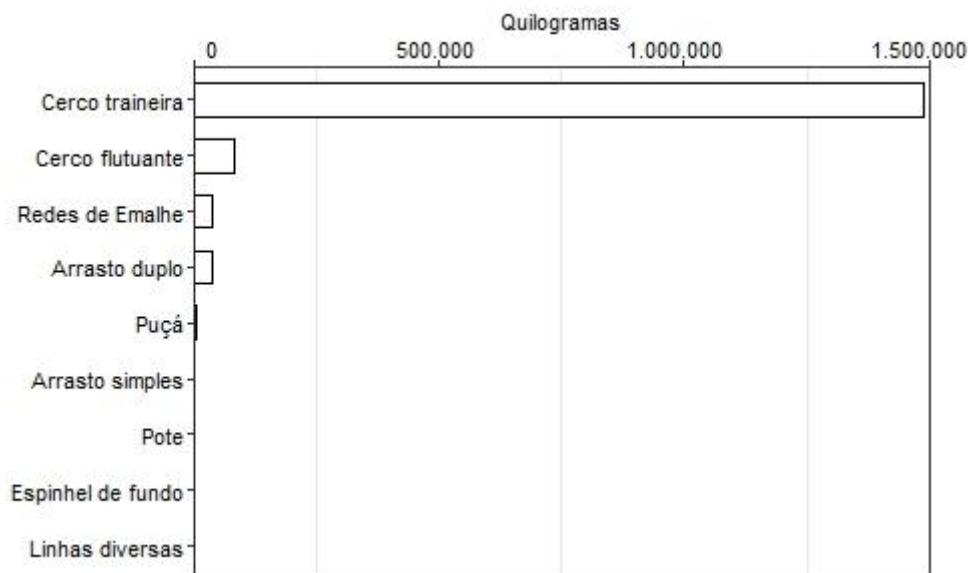 Quilogramas
0 500.000 1.000.000 1.500.000
Cerco traineira
Cerco flutuante
Redes de Emalhe
Arrasto duplo
Puçá
Arrasto simples
Pote
Espinhel de fundo
Linhas diversas